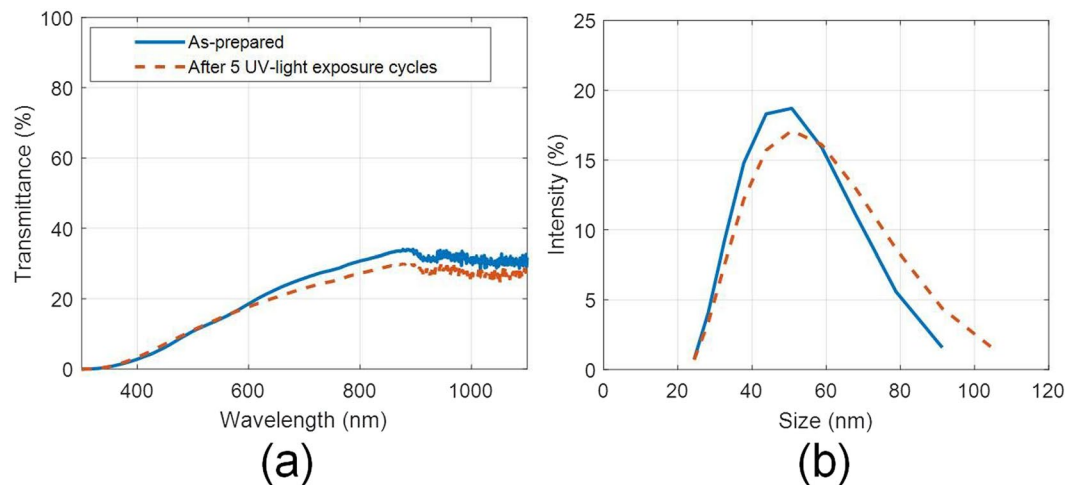 100
80
60
40
20
0
Transmittance (%)
As-prepared
After 5 UV-light exposure cycles
400 600 800 1000
Wavelength (nm)
(a)
25
20
15
10
5
0
Intensity (%)
0 20 40 60 80 100 120
Size (nm)
(b)